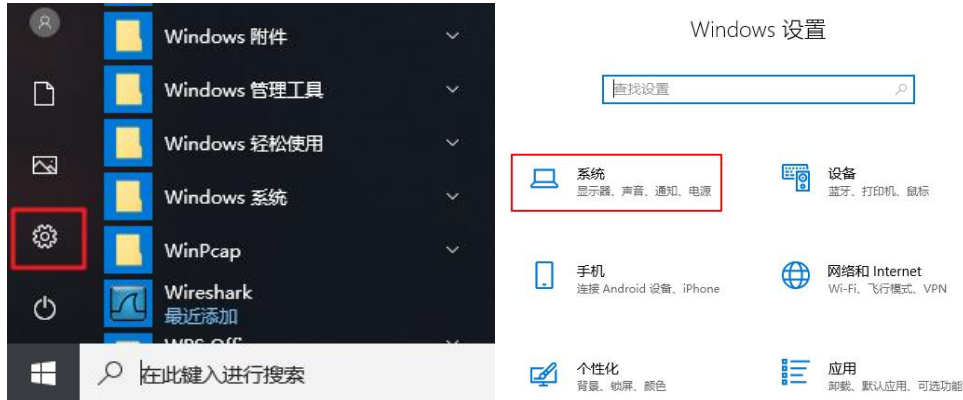 Windows 附件
Windows 管理工具
Windows 轻松使用
Windows 系统
WinPcap
Wireshark
最近添加
在此键入进行搜索
Windows 设置
查找设置
系统
显示器、声音、通知、电源
设备
蓝牙、打印机、鼠标
手机
连接 Android 设备、iPhone
网络和 Internet
Wi-Fi、飞行模式、VPN
个性化
背景、锁屏、颜色
应用
卸载、默认应用、可选功能